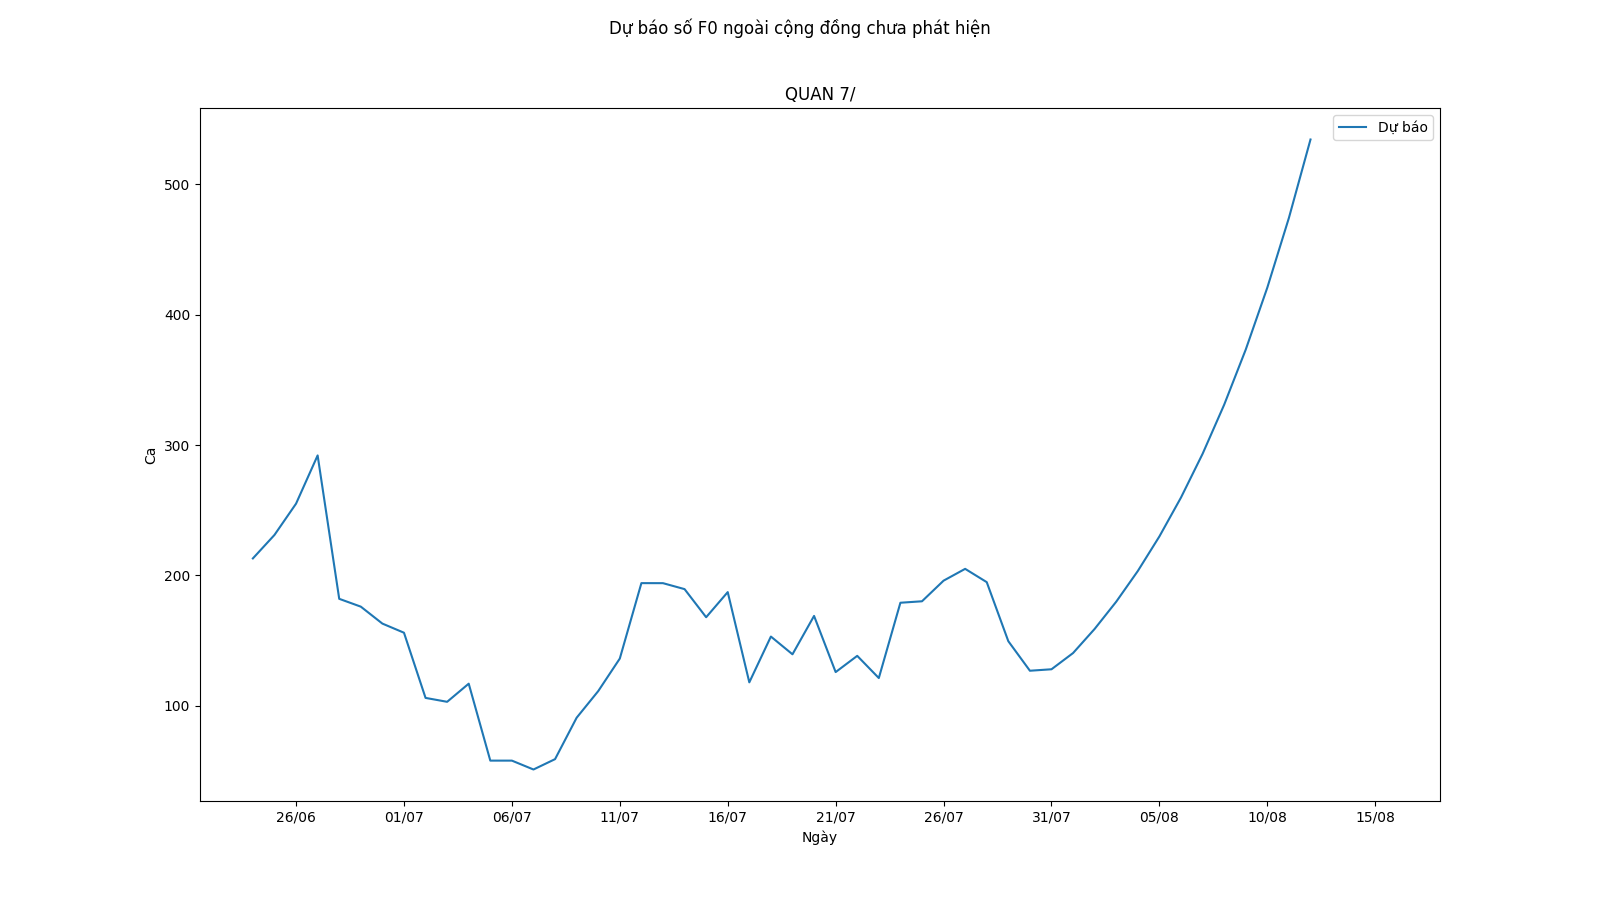 Dự báo số F0 ngoài cộng đồng chưa phát hiện
QUAN 7/
Dự báo
500
400
300
200
100
Ca
26/06 01/07 06/07 11/07 16/07 21/07 26/07 31/07 05/08 10/08 15/08
Ngày